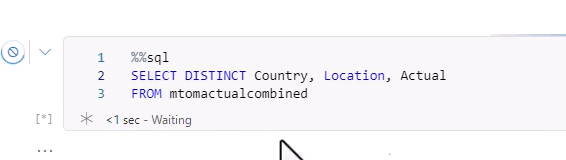 1 %%sql
2 SELECT DISTINCT Country, Location, Actual
3 FROM mtomactualcombined
[*] <1 sec - Waiting
...